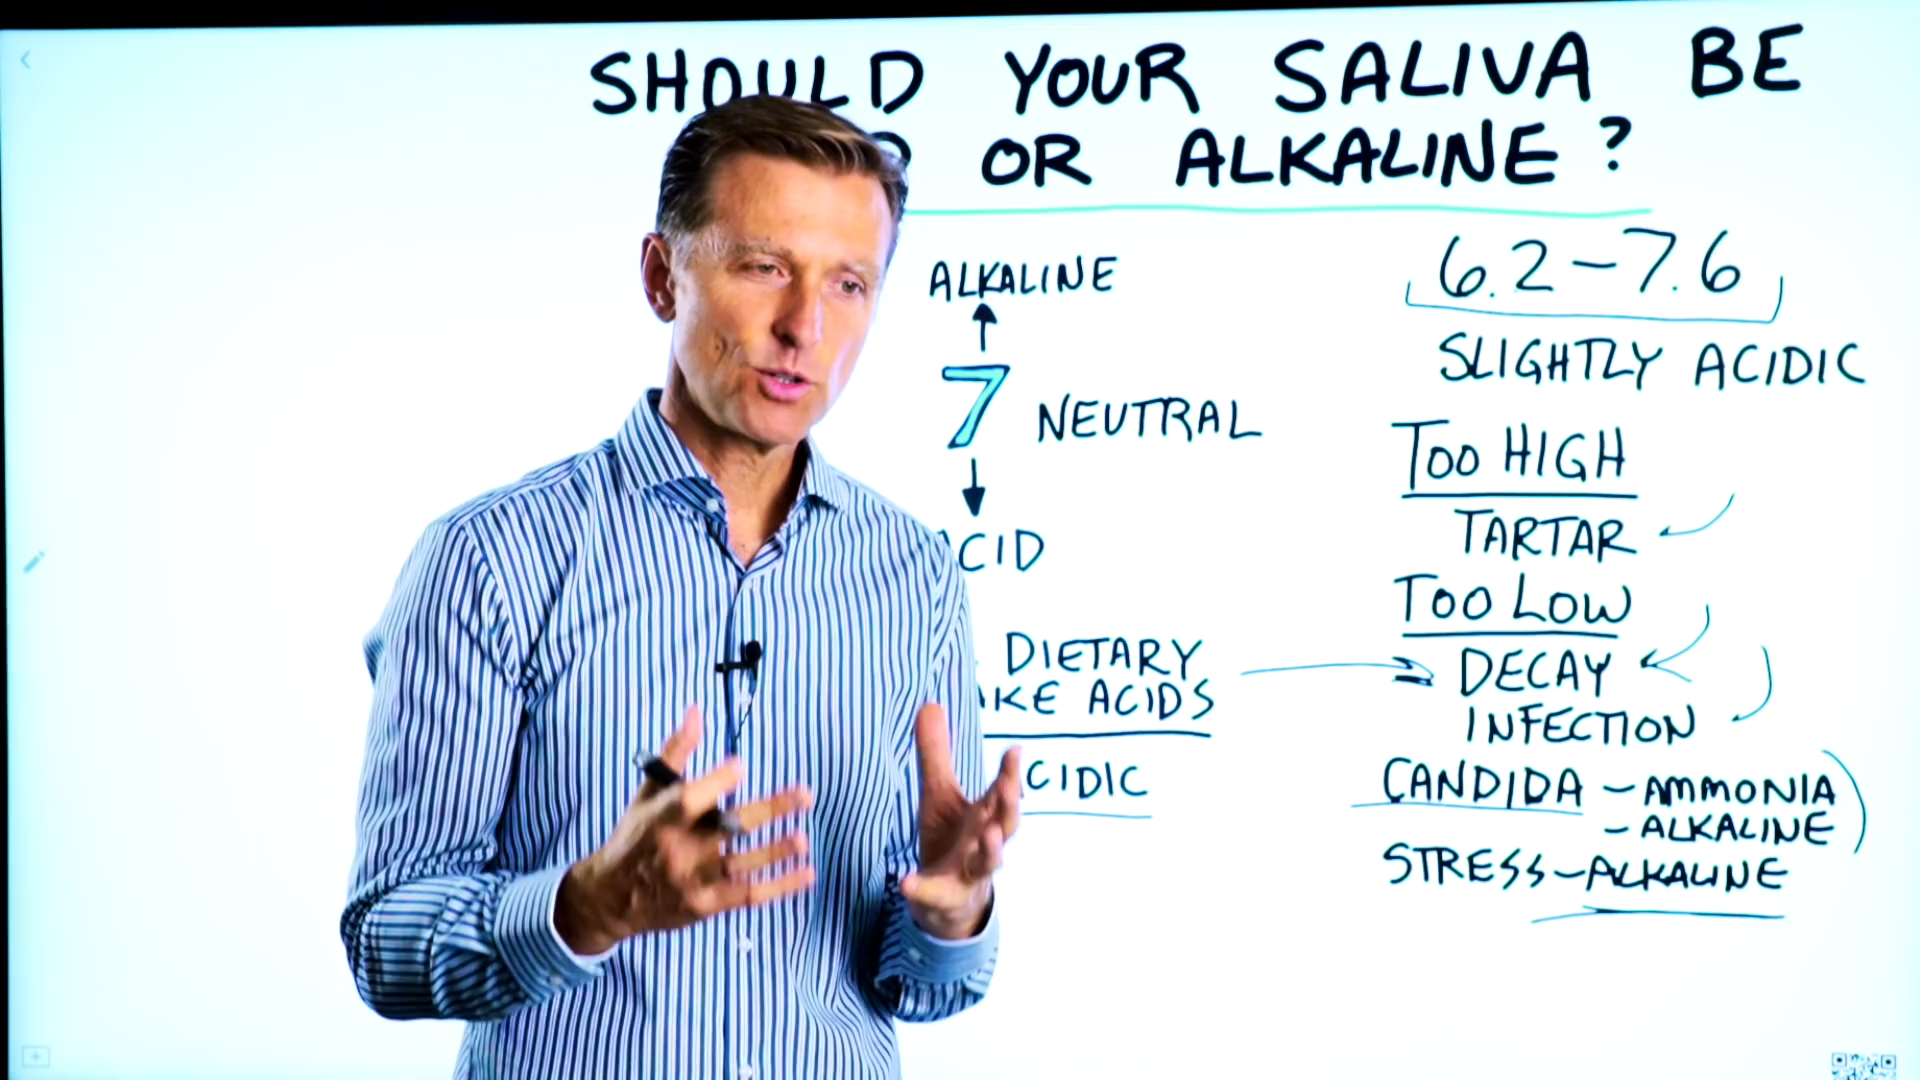 SHOULD YOUR SALIVA BE
OR ALKALINE?
ALKALINE
7 NEUTRAL
CID
DIETARY
KE ACIDS
CIDIC
6.2-7.6
SLIGHTLY ACIDIC
TOO HIGH
TARTAR
TOO LOW
DECAY
INFECTION
CANDIDA - AMMONIA
- ALKALINE
STRESS - ALKALINE